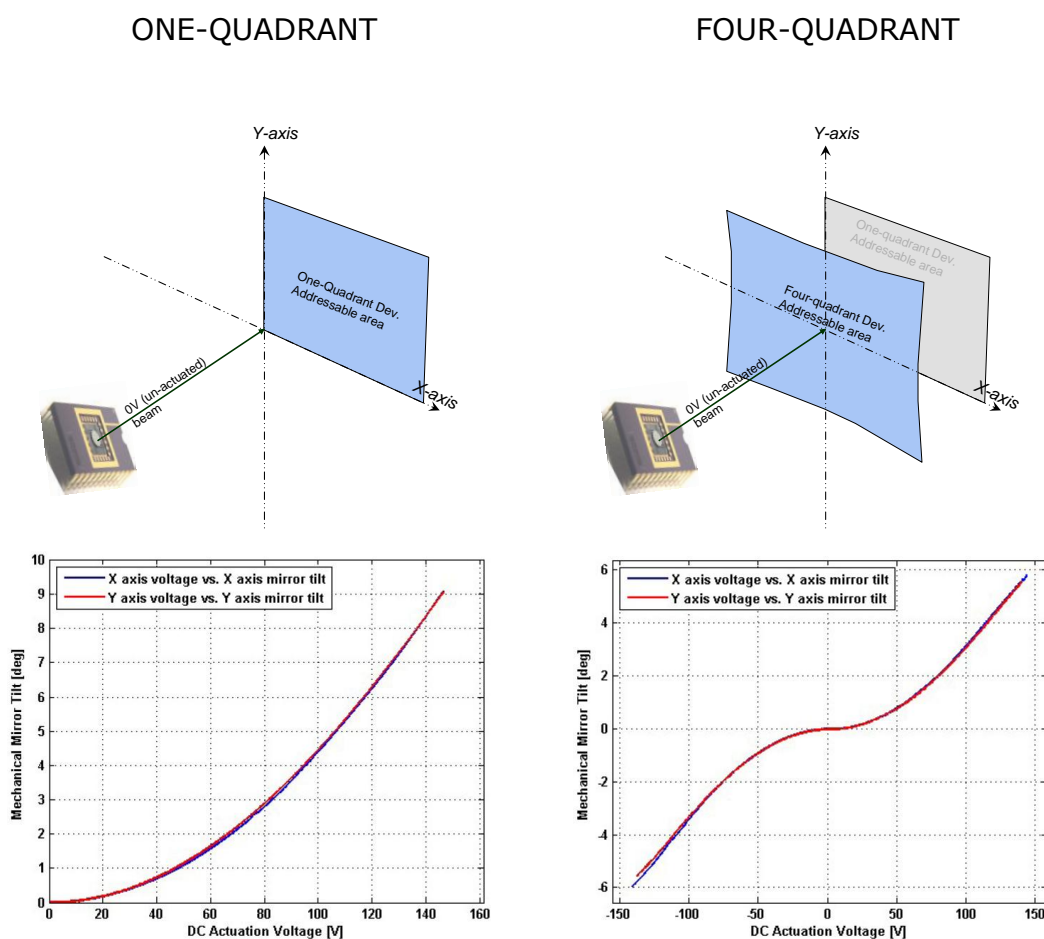 ONE-QUADRANT
FOUR-QUADRANT
Y-axis
One-Quadrant Dev.
Addressable area
X-axis
0V (un-actuated)
beam
Y-axis
One-quadrant Dev.
Addressable area
Four-quadrant Dev.
Addressable area
X-axis
0V (un-actuated)
beam
10
9
8
7
6
5
4
3
2
1
0
Mechanical Mirror Tilt [deg]
X axis voltage vs. X axis mirror tilt
Y axis voltage vs. Y axis mirror tilt
0 20 40 60 80 100 120 140 160
DC Actuation Voltage [V]
6
4
2
0
-2
-4
-6
Mechanical Mirror Tilt [deg]
X axis voltage vs. X axis mirror tilt
Y axis voltage vs. Y axis mirror tilt
-150 -100 -50 0 50 100 150
DC Actuation Voltage [V]